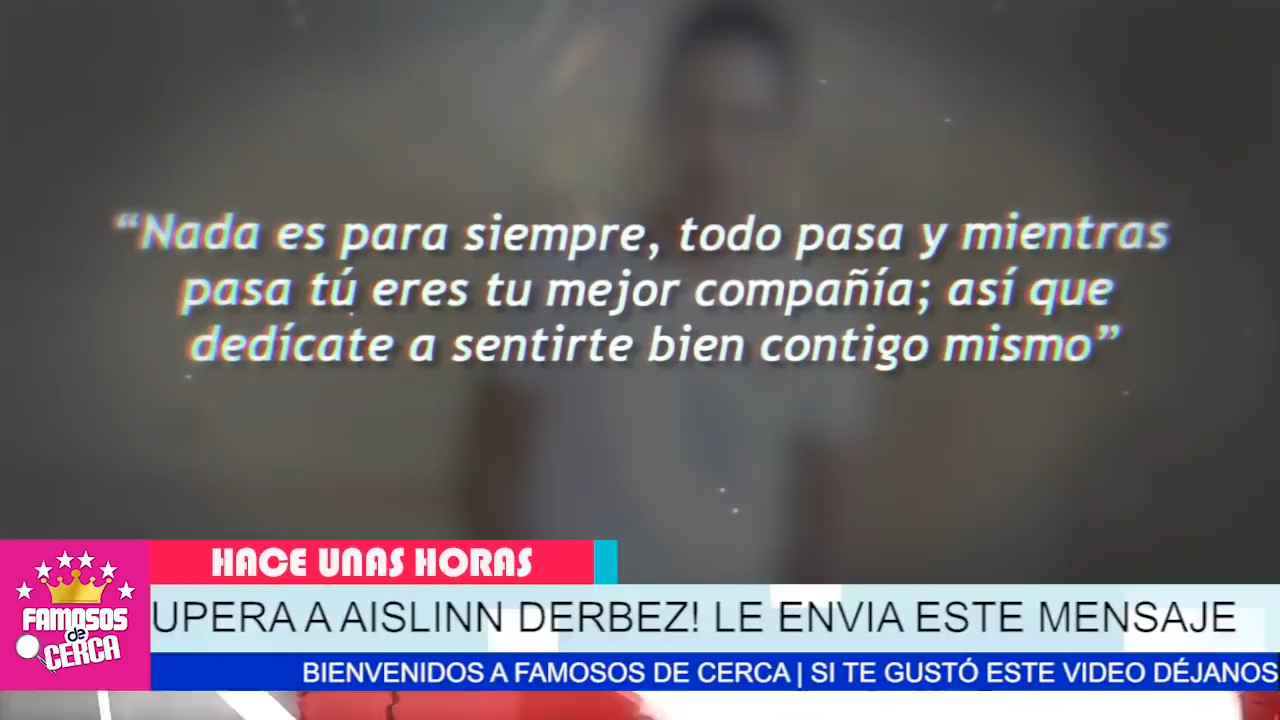 “Nada es para siempre, todo pasa y mientras
pasa tú eres tu mejor compañía; así que
dedícate a sentirte bien contigo mismo”
HACE UNAS HORAS
FAMOSOS
de
CERCA
UPERA A AISLINN DERBEZ! LE ENVIA ESTE MENSAJE
BIENVENIDOS A FAMOSOS DE CERCA | SI TE GUSTÓ ESTE VIDEO DÉJANOS